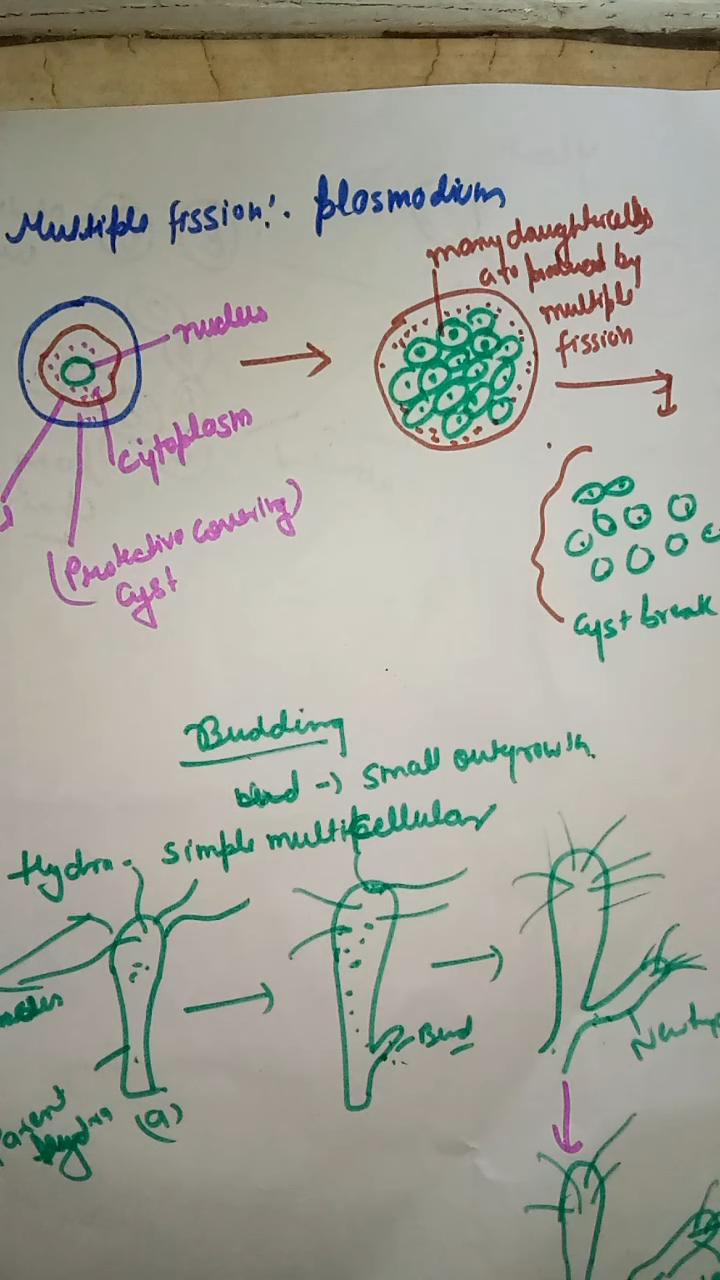 Multiple fission:. Plasmodium
many daughter cells
are produced by
multiple
fission
nucleus
Cytoplasm
(Protective covering)
Cyst
Cyst break
Budding
bud -> small outgrowth.
Hydra. simple multicellular
Bud
(a)
Parent
hydra